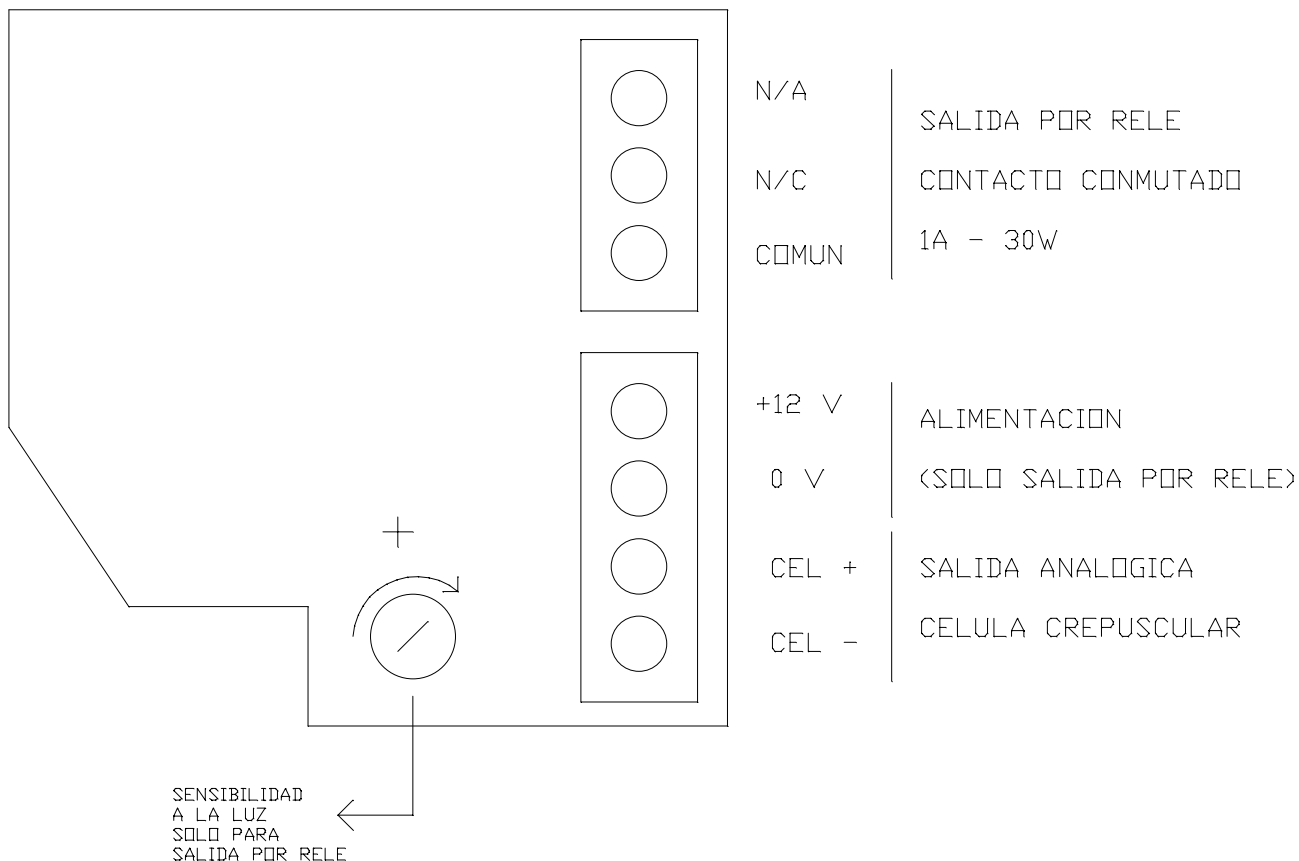 N/A
SALIDA POR RELE
N/C
CONTACTO CONMUTADO
COMUN
1A - 30W
+12 V
ALIMENTACION
0 V
(SOLO SALIDA POR RELE)
+
CEL +
SALIDA ANALOGICA
CEL -
CELULA CREPUSCULAR
SENSIBILIDAD
A LA LUZ
SOLO PARA
SALIDA POR RELE